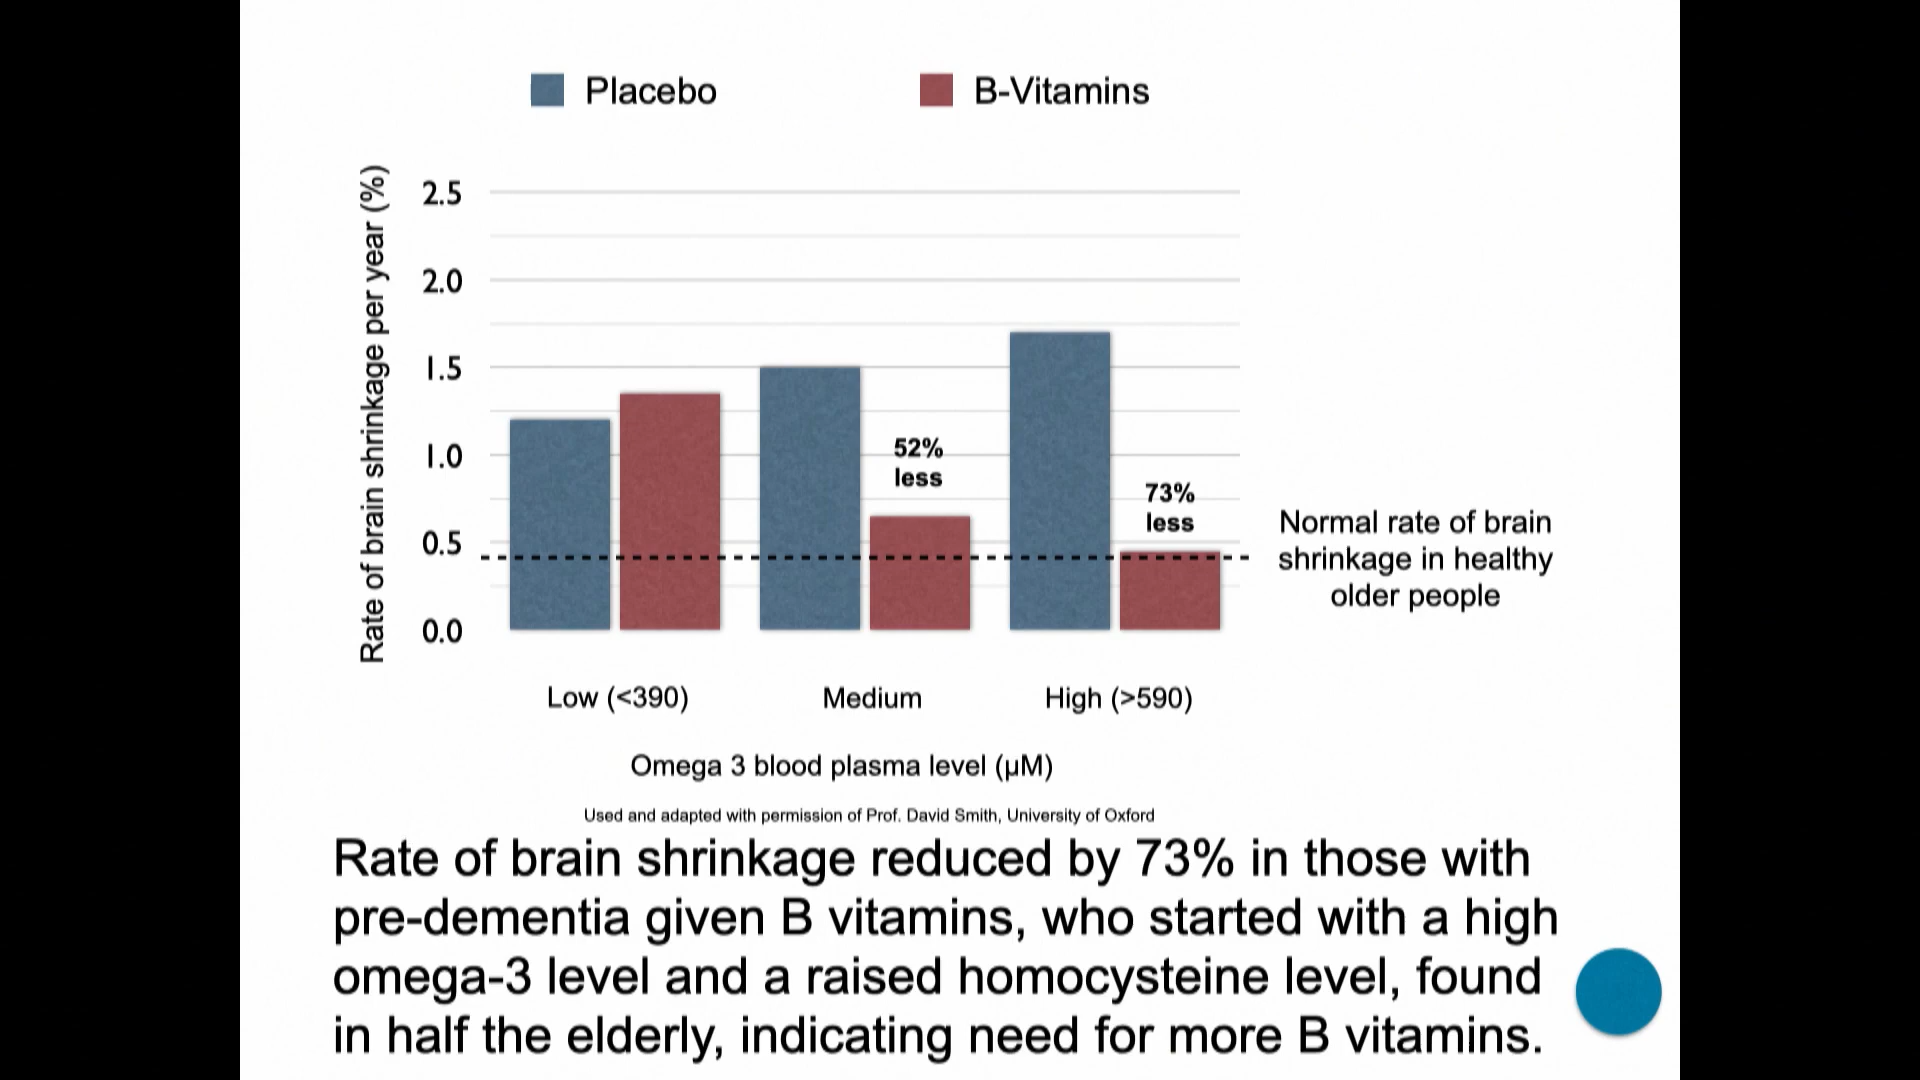 Placebo
B-Vitamins
Rate of brain shrinkage per year (%)
2.5
2.0
1.5
1.0
0.5
0.0
52%
less
73%
less
Normal rate of brain
shrinkage in healthy
older people
Low (<390)
Medium
High (>590)
Omega 3 blood plasma level (µM)
Used and adapted with permission of Prof. David Smith, University of Oxford
Rate of brain shrinkage reduced by 73% in those with
pre-dementia given B vitamins, who started with a high
omega-3 level and a raised homocysteine level, found
in half the elderly, indicating need for more B vitamins.